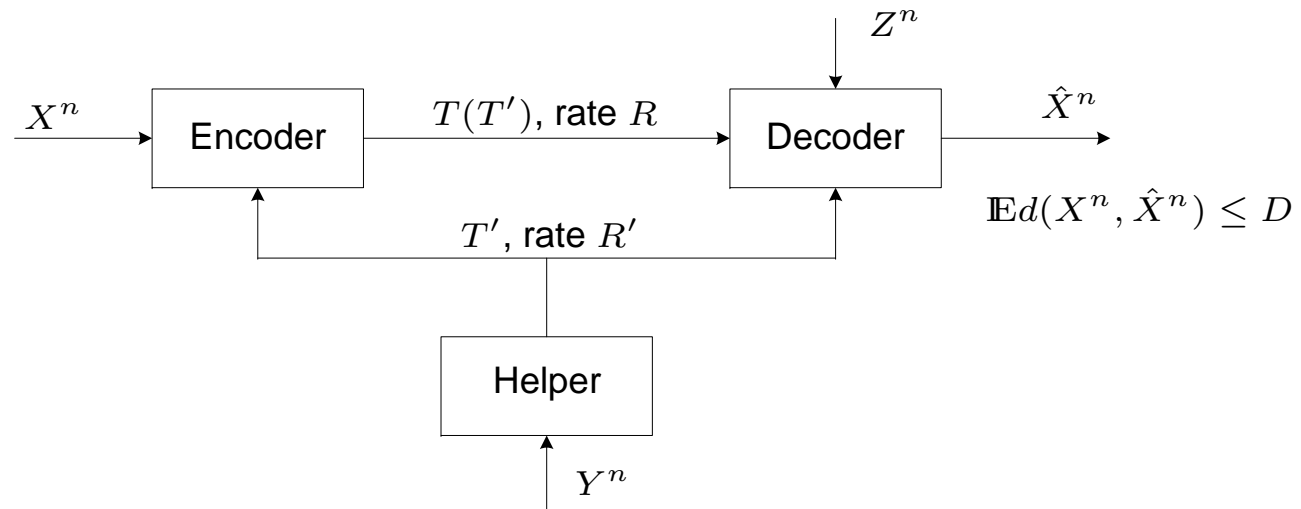 Z^n
X^n
Encoder
T(T′), rate R
Decoder
X̂^n
𝔼d(X^n, X̂^n) ≤ D
T′, rate R′
Helper
Y^n